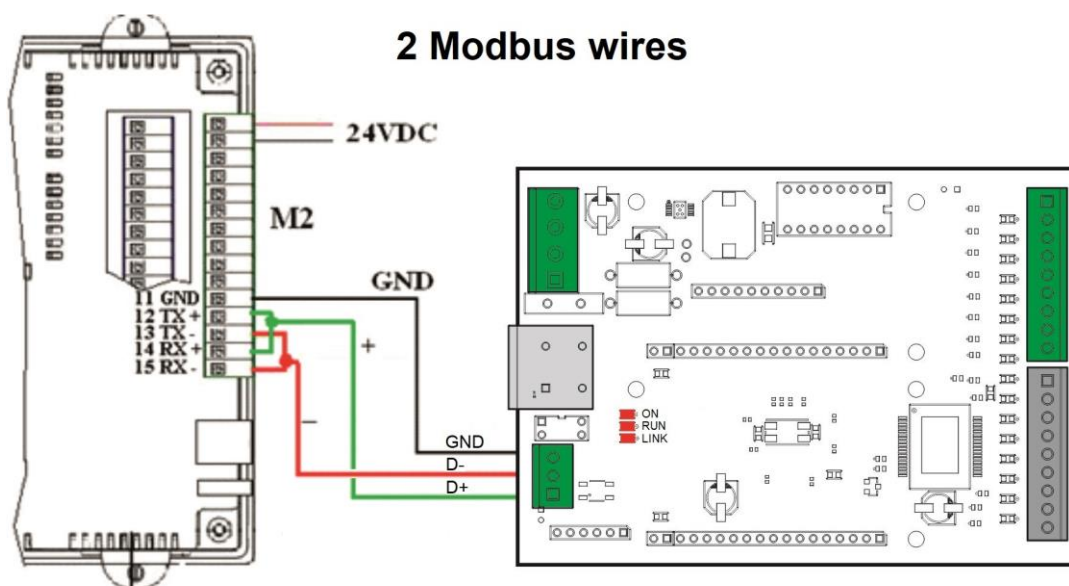 2 Modbus wires
24VDC
M2
GND
11 GND
12 TX +
13 TX -
14 RX +
15 RX -
+
−
GND
D-
D+
ON
RUN
LINK